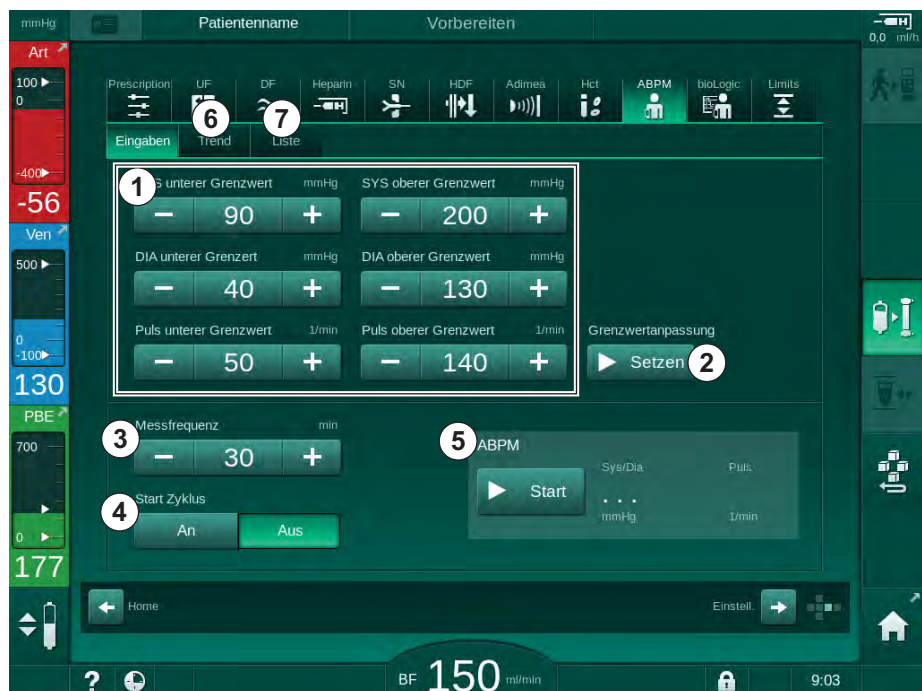 mmHg
Patientenname
Vorbereiten
0,0 ml/h
Art
100
0
-400
-56
Ven
500
0
-100
130
PBE
700
0
177
Prescription UF DF Heparin SN HDF Adimea Hct ABPM bioLogic Limits
6 7
Eingaben Trend Liste
1
S unterer Grenzwert mmHg SYS oberer Grenzwert mmHg
− 90 + − 200 +
DIA unterer Grenzert mmHg DIA oberer Grenzwert mmHg
− 40 + − 130 +
Puls unterer Grenzwert 1/min Puls oberer Grenzwert 1/min Grenzwertanpassung
− 50 + − 140 + Setzen 2
3 Messfrequenz min
− 30 +
4 Start Zyklus
An Aus
5 ABPM
Start
Sys/Dia Puls
. . .
mmHg 1/min
Home Einstell.
? BF 150 ml/min 9:03